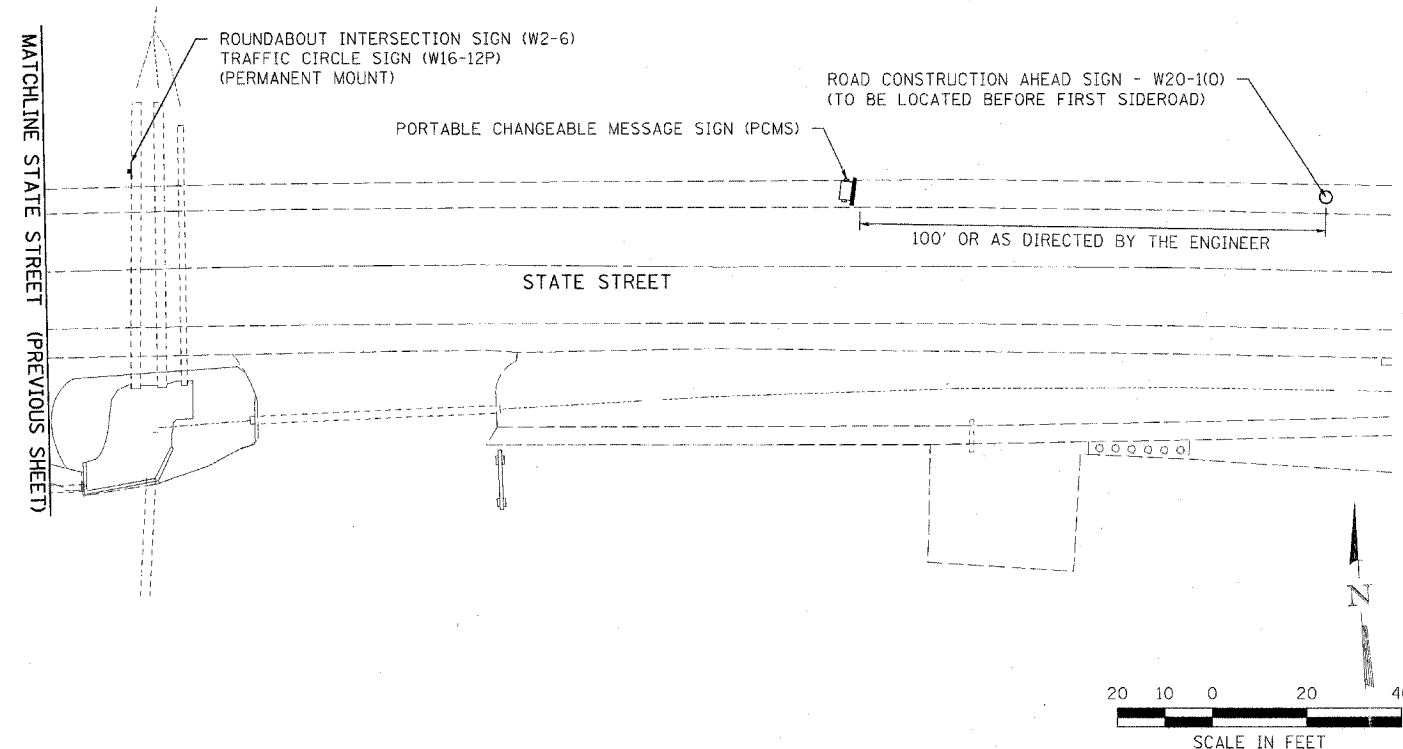 MATCHLINE STATE STREET (PREVIOUS SHEET)
ROUNDABOUT INTERSECTION SIGN (W2-6)
TRAFFIC CIRCLE SIGN (W16-12P)
(PERMANENT MOUNT)
ROAD CONSTRUCTION AHEAD SIGN - W20-1(O)
(TO BE LOCATED BEFORE FIRST SIDEROAD)
PORTABLE CHANGEABLE MESSAGE SIGN (PCMS)
100' OR AS DIRECTED BY THE ENGINEER
STATE STREET
N
20 10 0 20
SCALE IN FEET